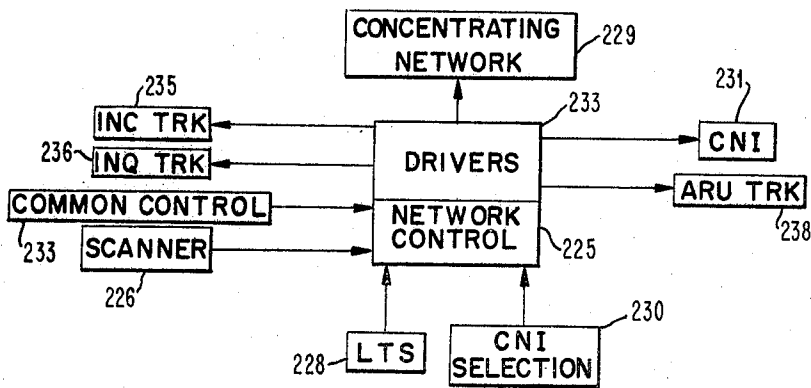 CONCENTRATING
NETWORK
229
235
INC TRK
233
231
CNI
236
INQ TRK
DRIVERS
ARU TRK
238
COMMON CONTROL
233
NETWORK
CONTROL
225
SCANNER
226
228
LTS
230
CNI
SELECTION